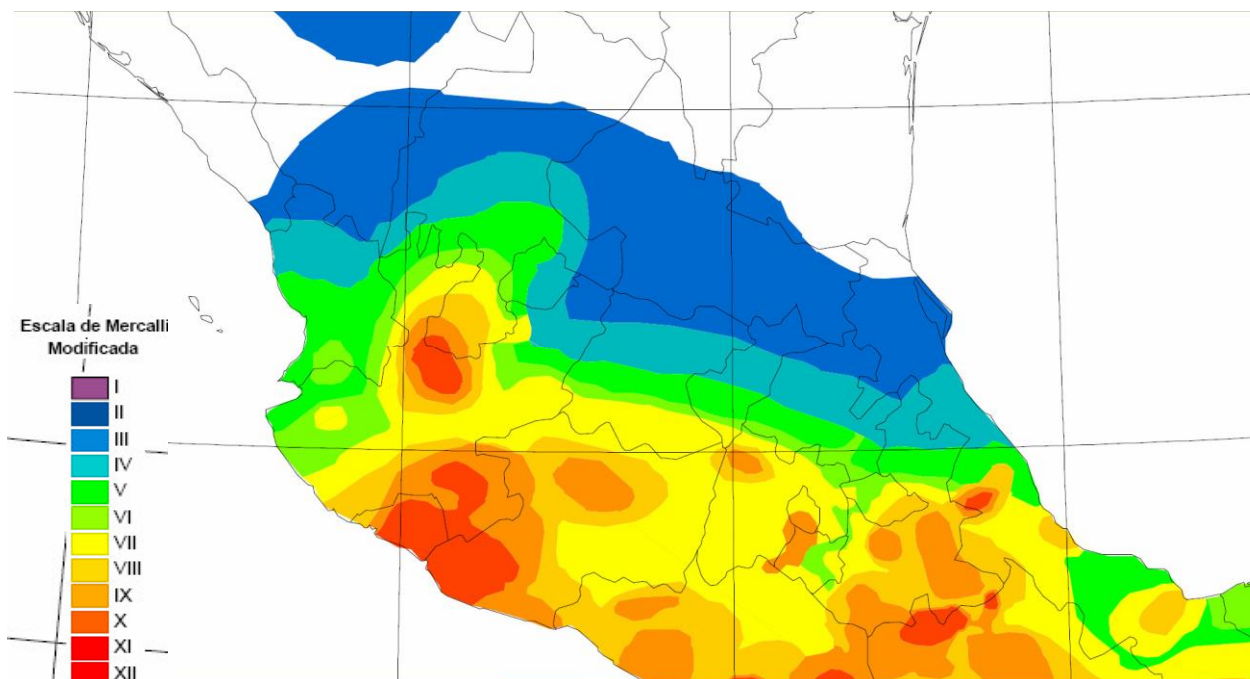 Escala de Mercalli
Modificada
I
II
III
IV
V
VI
VII
VIII
IX
X
XI
XII